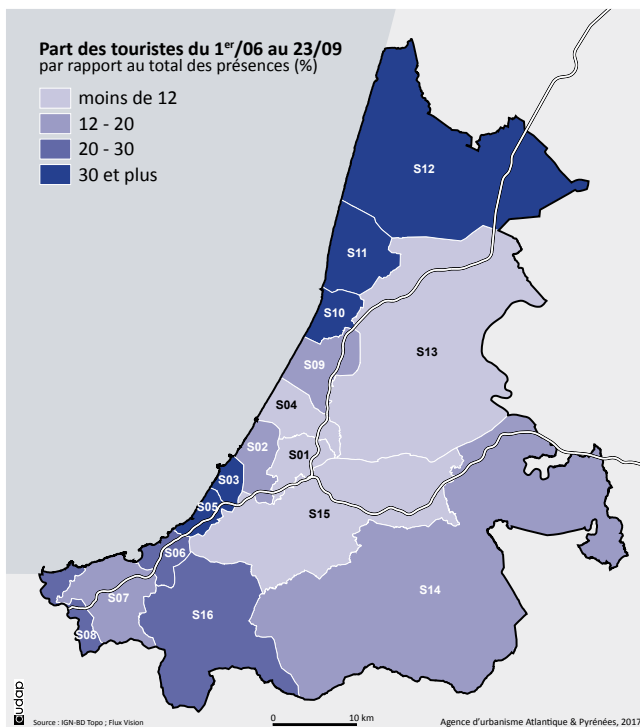 Part des touristes du 1er/06 au 23/09
par rapport au total des présences (%)
moins de 12
12 - 20
20 - 30
30 et plus
S12
S11
S10
S13
S09
S04
S02
S01
S03
S05
S15
S06
S07
S14
S16
S08
audap
Source : IGN-BD Topo ; Flux Vision
0
10 km
Agence d'urbanisme Atlantique & Pyrénées, 2017